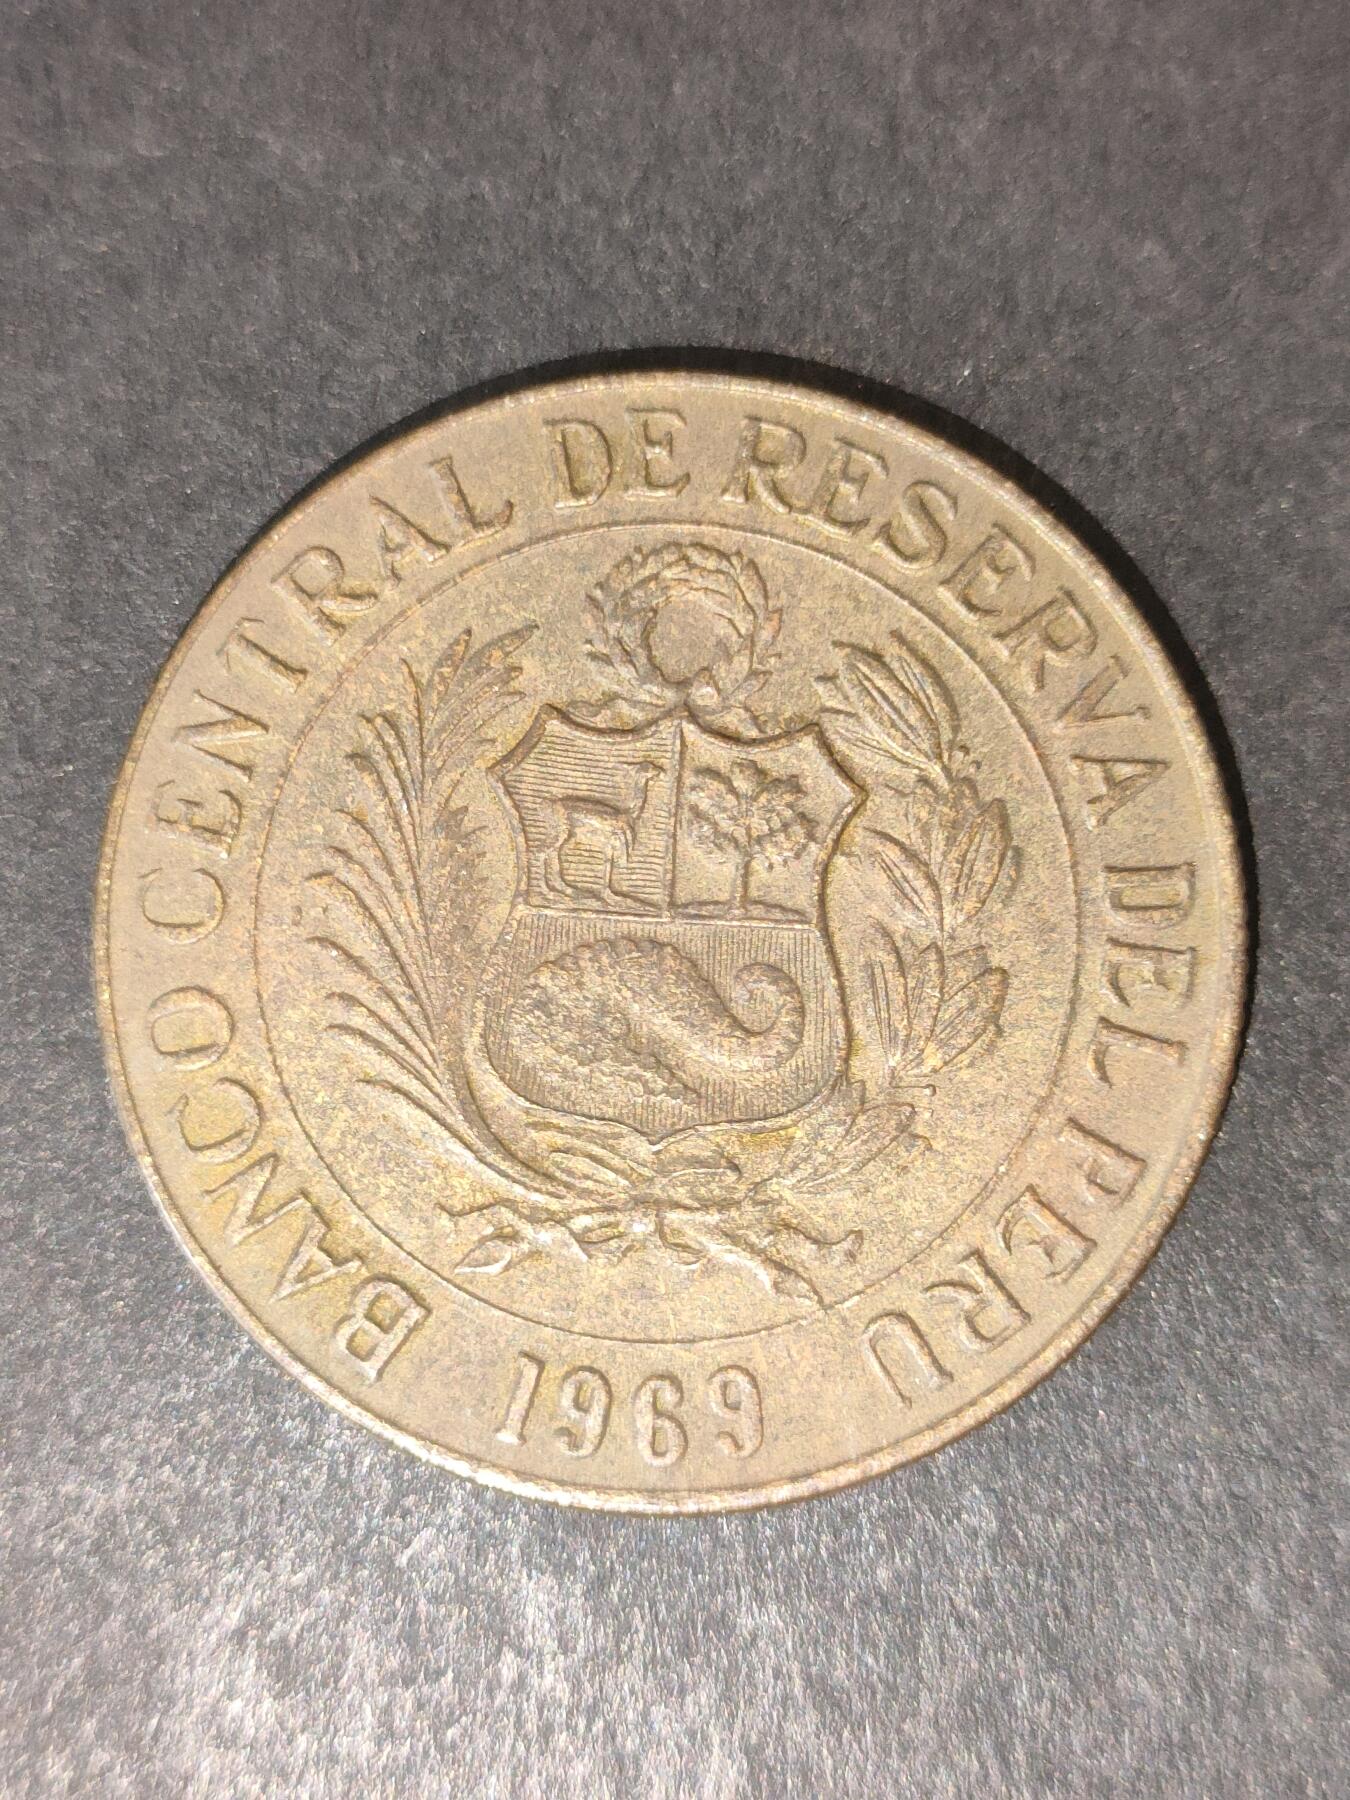 BANCO CENTRAL DE RESERVA DEL PERU
1969